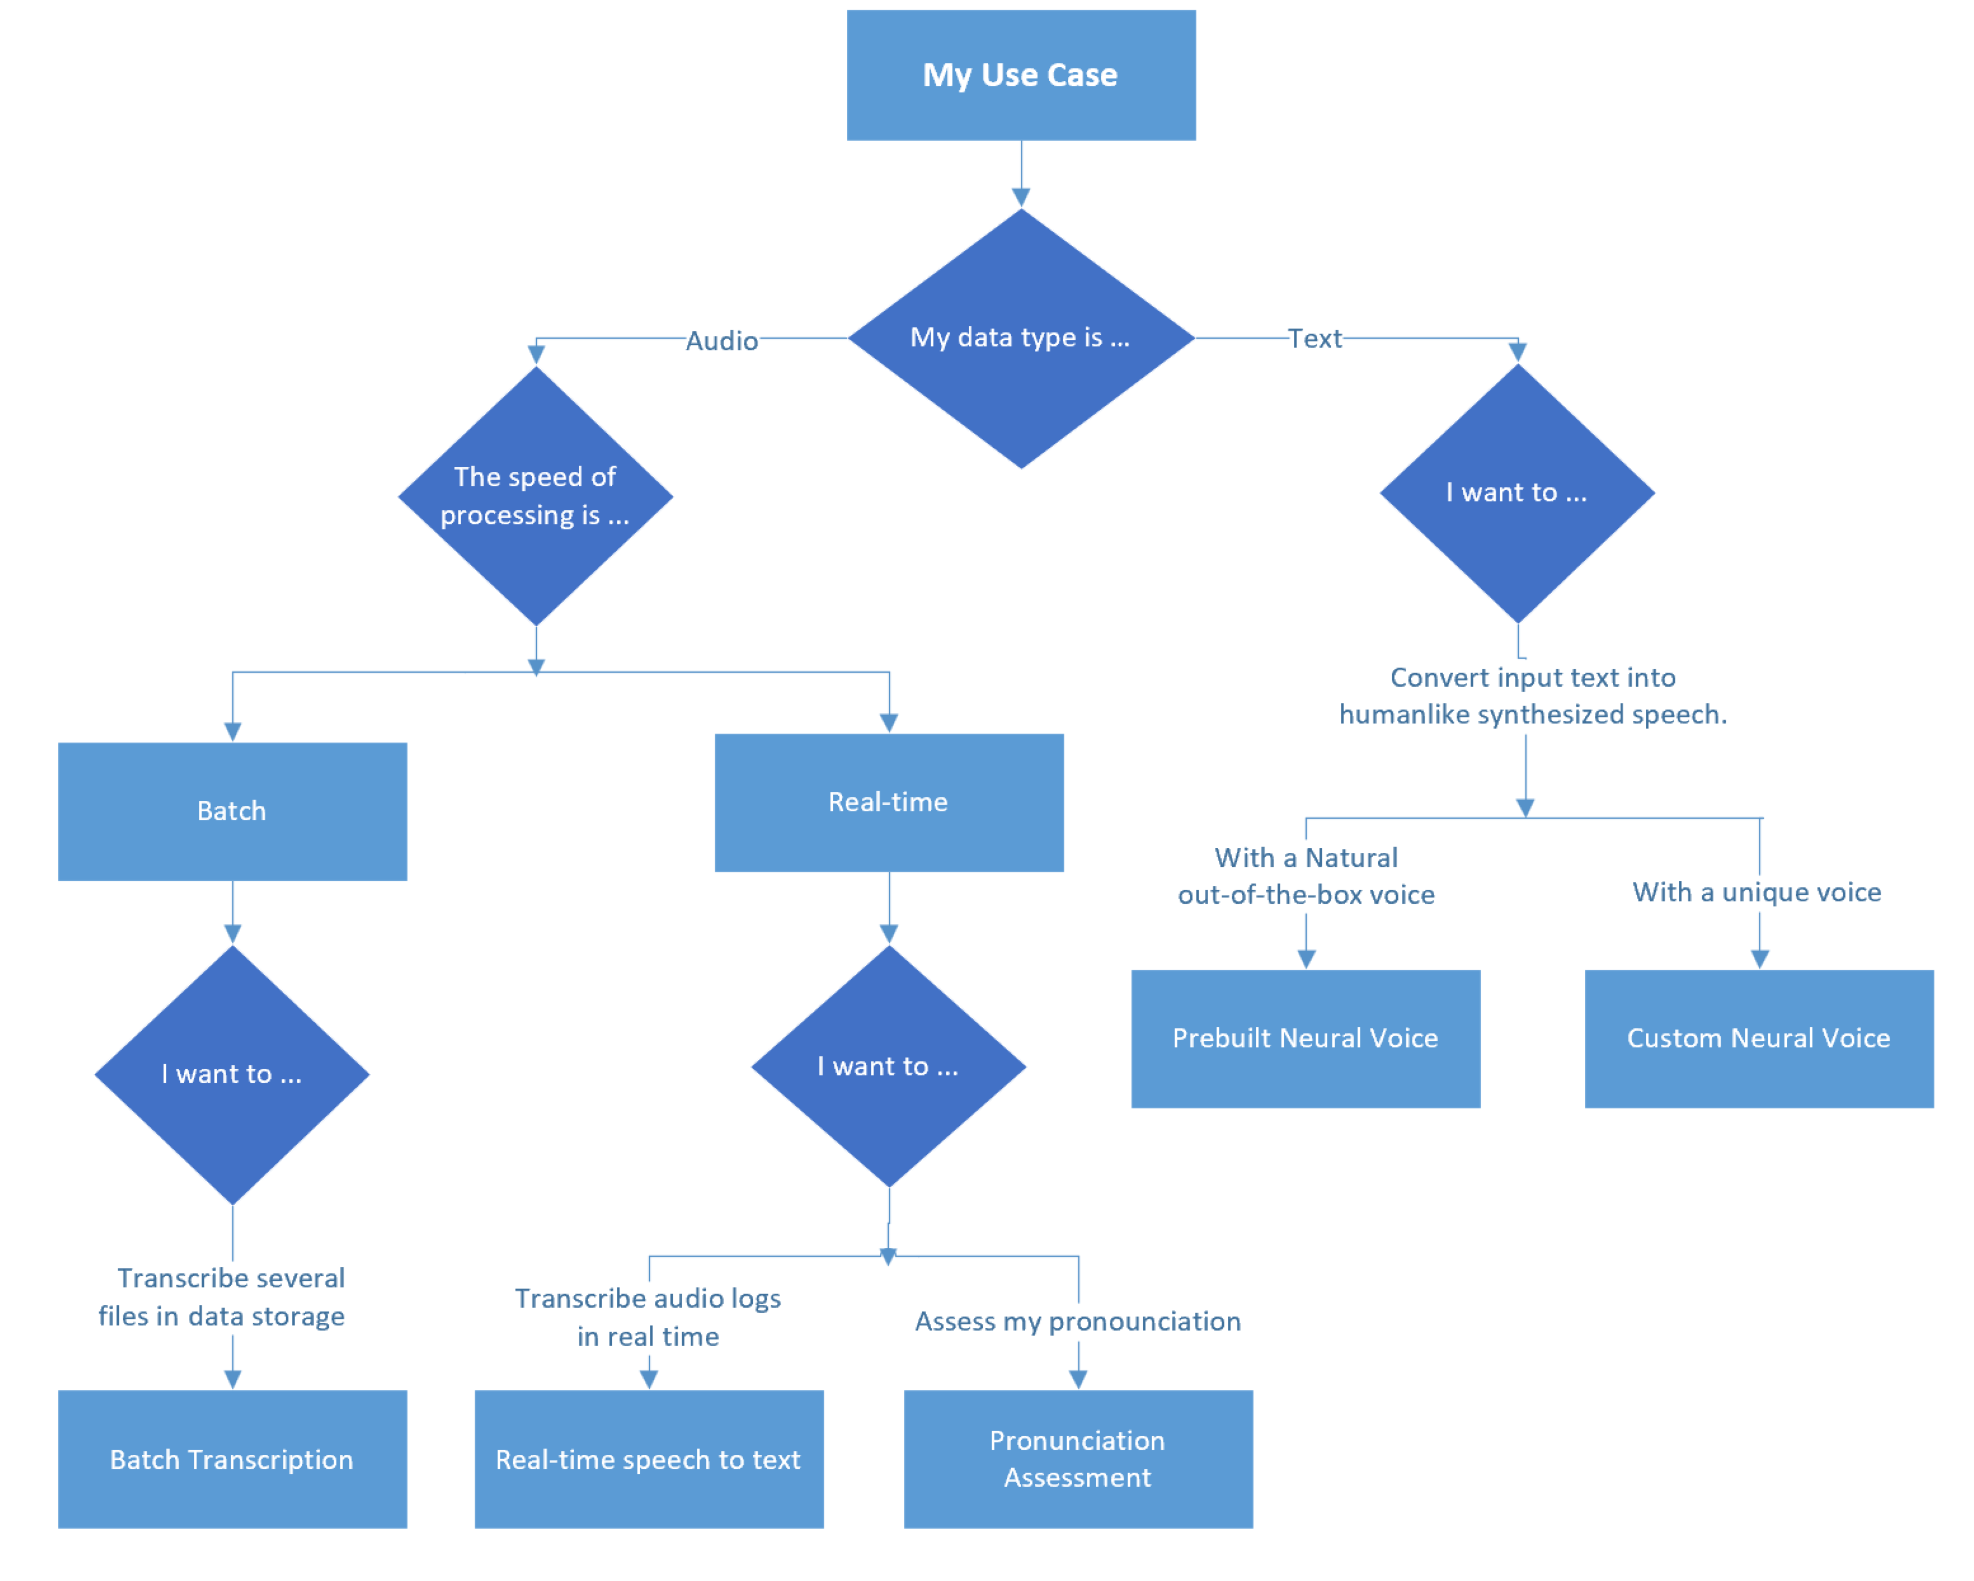 My Use Case
My data type is ...
Audio
Text
The speed of
processing is ...
I want to ...
Convert input text into
humanlike synthesized speech.
Batch
Real-time
With a Natural
out-of-the-box voice
With a unique voice
Prebuilt Neural Voice
Custom Neural Voice
I want to ...
I want to ...
Transcribe several
files in data storage
Transcribe audio logs
in real time
Assess my pronounciation
Batch Transcription
Real-time speech to text
Pronunciation
Assessment